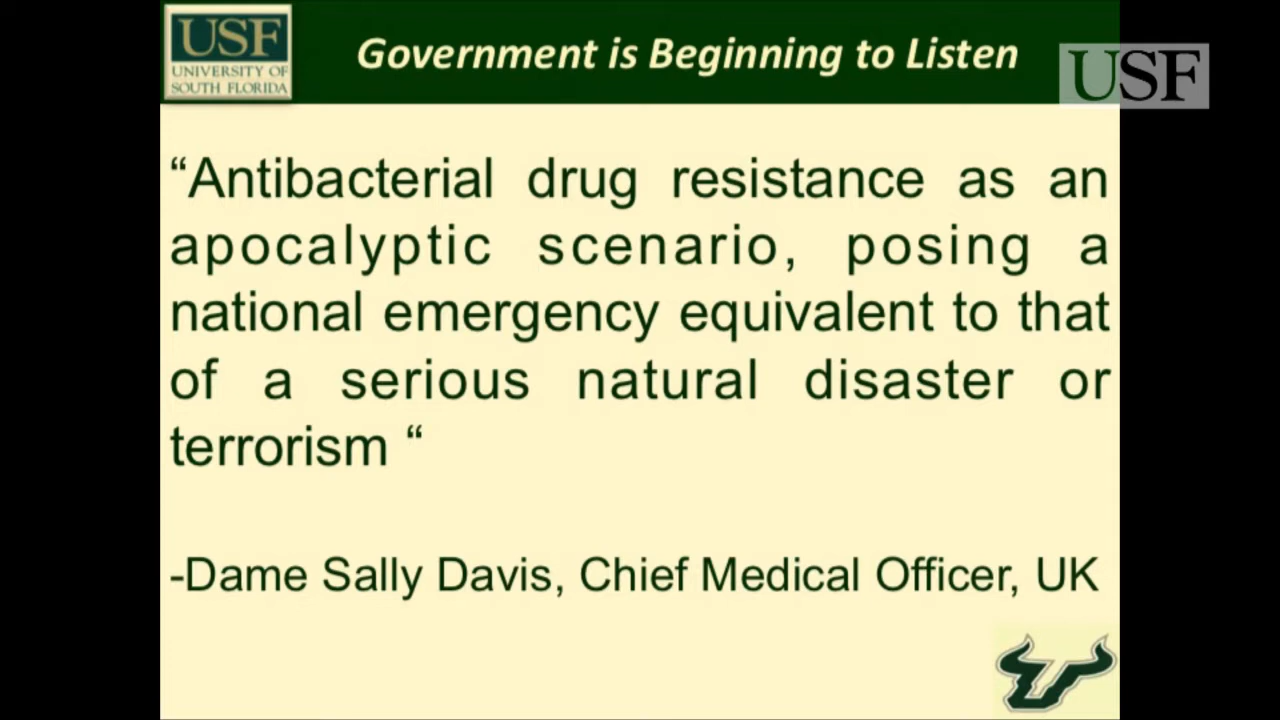 USF
UNIVERSITY OF
SOUTH FLORIDA
Government is Beginning to Listen
USF
“Antibacterial drug resistance as an
apocalyptic scenario, posing a
national emergency equivalent to that
of a serious natural disaster or
terrorism “
-Dame Sally Davis, Chief Medical Officer, UK